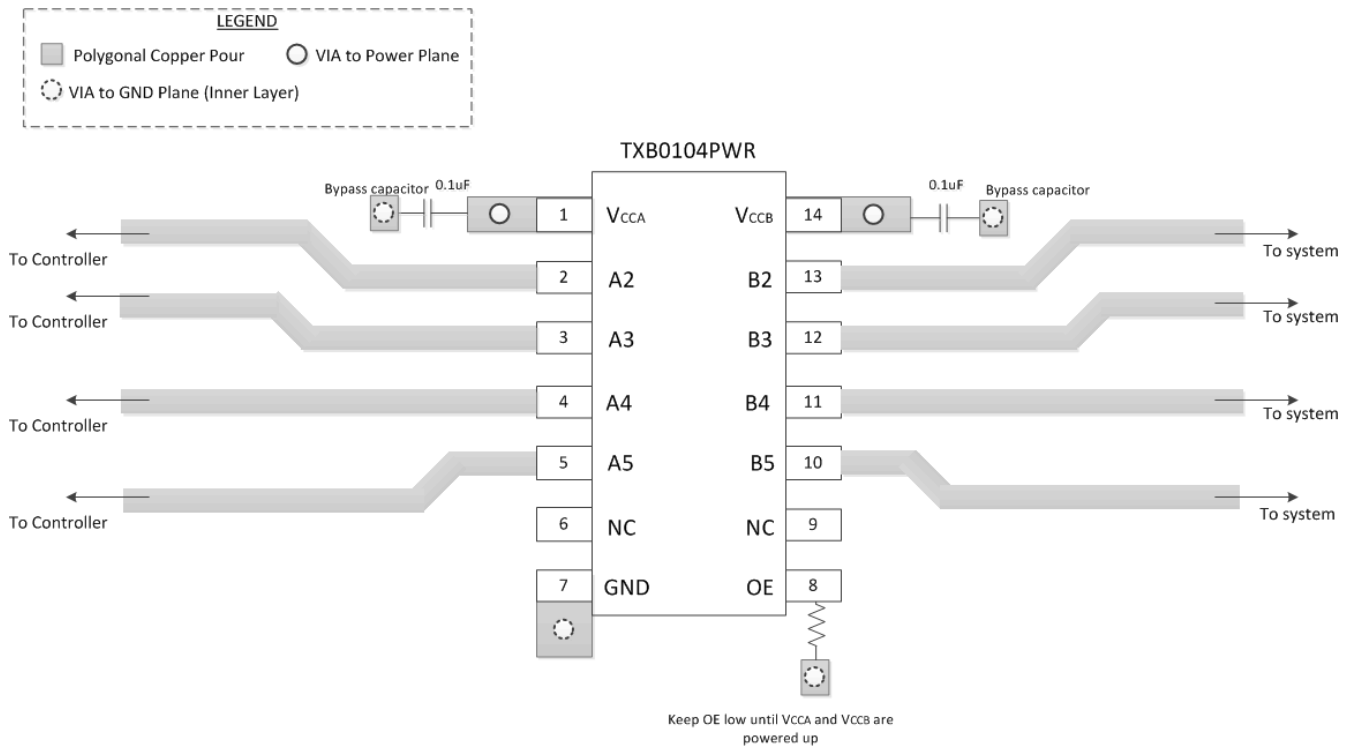 LEGEND
Polygonal Copper Pour
VIA to Power Plane
VIA to GND Plane (Inner Layer)
TXB0104PWR
Bypass capacitor
0.1uF
0.1uF
Bypass capacitor
1
VCCA
VCCB
14
To Controller
To system
2
A2
B2
13
To Controller
To system
3
A3
B3
12
4
A4
B4
11
To Controller
To system
5
A5
B5
10
To Controller
To system
6
NC
NC
9
7
GND
OE
8
Keep OE low until VCCA and VCCB are
powered up